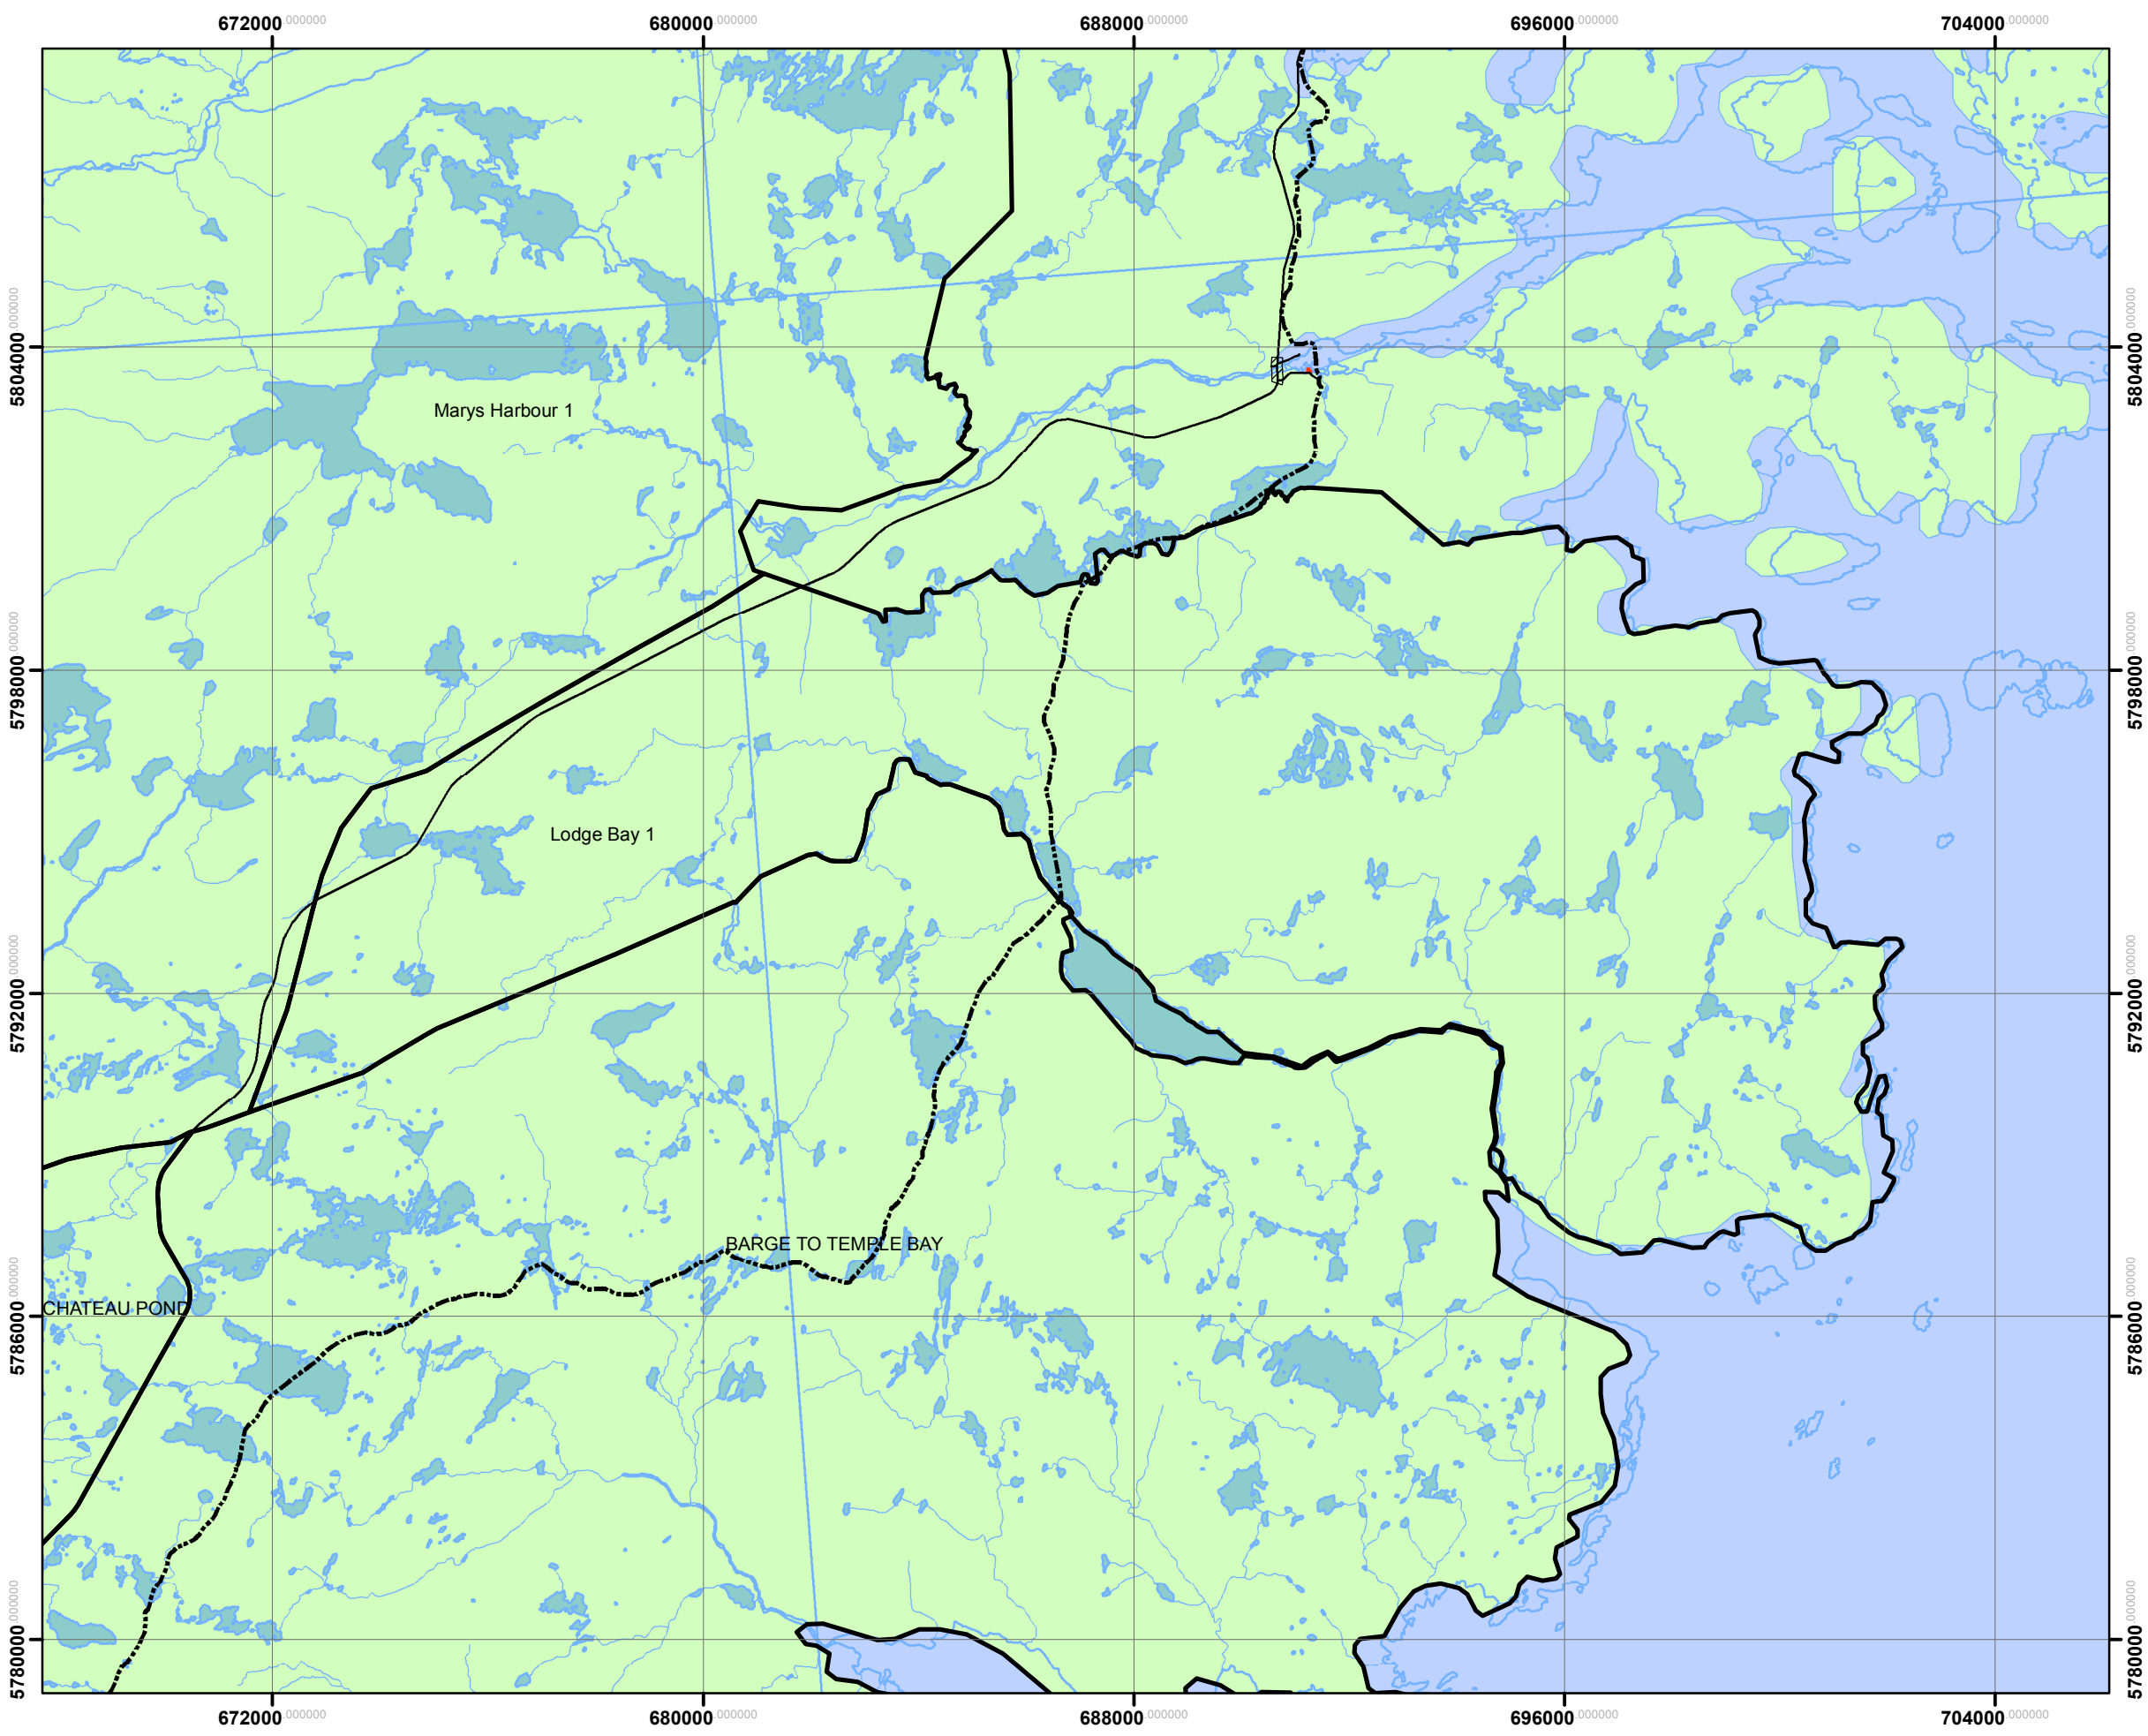 672000.000000 680000.000000 688000.000000 696000.000000 704000.000000
5804000.000000 5804000.000000
Marys Harbour 1
5798000.000000 5798000.000000
Lodge Bay 1
5792000.000000 5792000.000000
BARGE TO TEMPLE BAY
CHATEAU POND
5786000.000000 5786000.000000
5780000.000000 5780000.000000
672000.000000 680000.000000 688000.000000 696000.000000 704000.000000